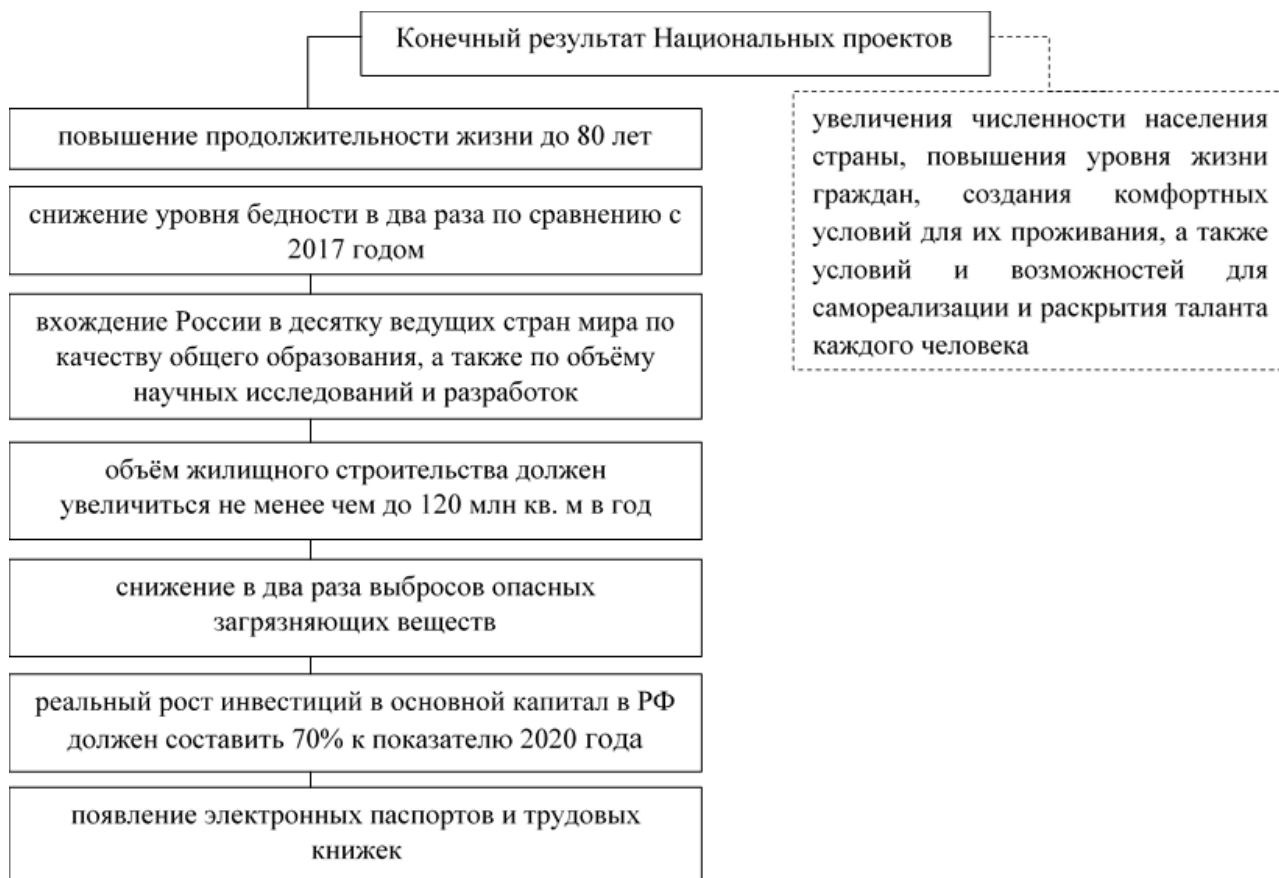 Конечный результат Национальных проектов
повышение продолжительности жизни до 80 лет
снижение уровня бедности в два раза по сравнению с
2017 годом
вхождение России в десятку ведущих стран мира по
качеству общего образования, а также по объёму
научных исследований и разработок
объём жилищного строительства должен
увеличиться не менее чем до 120 млн кв. м в год
снижение в два раза выбросов опасных
загрязняющих веществ
реальный рост инвестиций в основной капитал в РФ
должен составить 70% к показателю 2020 года
появление электронных паспортов и трудовых
книжек
увеличения численности населения
страны, повышения уровня жизни
граждан, создания комфортных
условий для их проживания, а также
условий и возможностей для
самореализации и раскрытия таланта
каждого человека